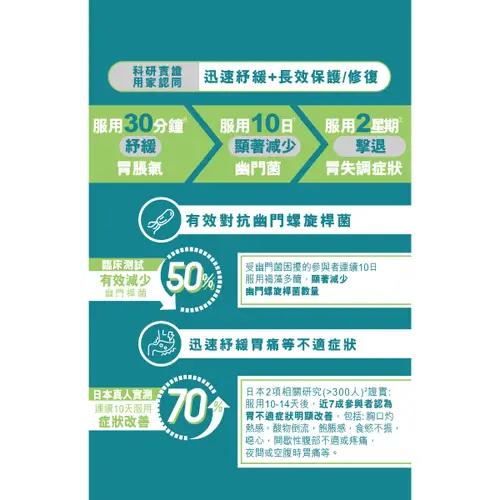 科研實證
用家認同
迅速紓緩+長效保護/修復
服用30分鐘
紓緩
胃脹氣
服用10日
顯著減少
幽門菌
服用2星期
擊退
胃失調症狀
有效對抗幽門螺旋桿菌
臨床測試
有效減少
幽門桿菌
50%
受幽門菌困擾的參與者連續10日
服用褐藻多醣，顯著減少
幽門螺旋桿菌數量
迅速紓緩胃痛等不適症狀
日本真人實測
連續10天服用
症狀改善
70%
日本2項相關研究(>300人)²證實:
服用10-14天後，近7成參與者認為
胃不適症狀明顯改善，包括: 胸口灼
熱感，酸物倒流，飽脹感，食慾不振，
惡心，間歇性腹部不適或疼痛，
夜間或空腹時胃痛等。